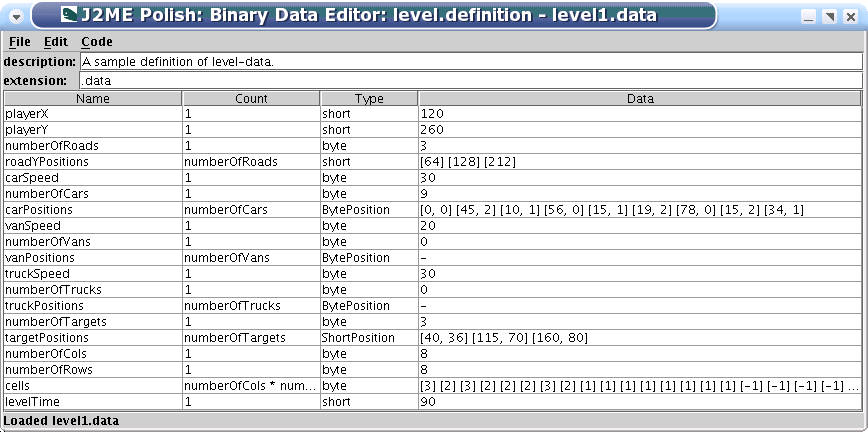 J2ME Polish: Binary Data Editor: level.definition - level1.data
File Edit Code
description: A sample definition of level-data.
extension: .data
Name Count Type Data
playerX 1 short 120
playerY 1 short 260
numberOfRoads 1 byte 3
roadYPositions numberOfRoads short [64] [128] [212]
carSpeed 1 byte 30
numberOfCars 1 byte 9
carPositions numberOfCars BytePosition [0, 0] [45, 2] [10, 1] [56, 0] [15, 1] [19, 2] [78, 0] [15, 2] [34, 1]
vanSpeed 1 byte 20
numberOfVans 1 byte 0
vanPositions numberOfVans BytePosition -
truckSpeed 1 byte 30
numberOfTrucks 1 byte 0
truckPositions numberOfTrucks BytePosition -
numberOfTargets 1 byte 3
targetPositions numberOfTargets ShortPosition [40, 36] [115, 70] [160, 80]
numberOfCols 1 byte 8
numberOfRows 1 byte 8
cells numberOfCols * num... byte [3] [2] [3] [2] [2] [2] [3] [2] [1] [1] [1] [1] [1] [1] [1] [1] [-1] [-1] [-1] [-1] ...
levelTime 1 short 90
Loaded level1.data